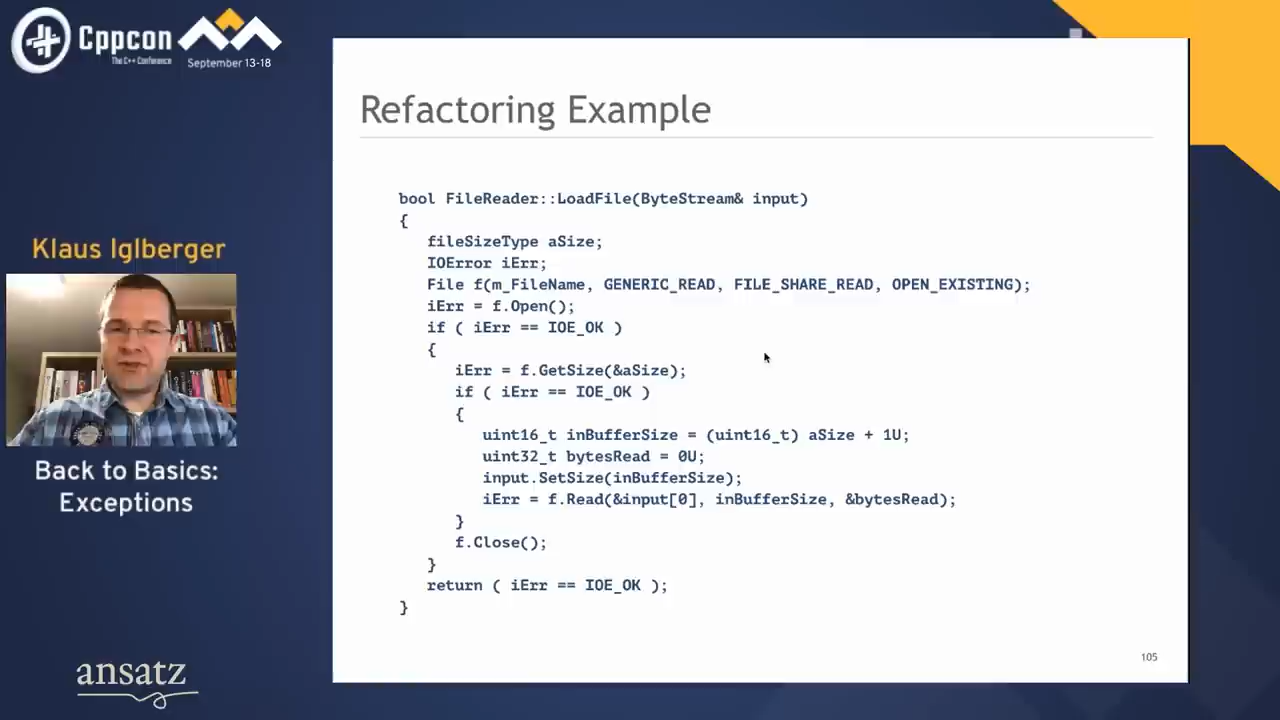 Cppcon
The C++ Conference
September 13-18
Klaus Iglberger
Back to Basics:
Exceptions
ansatz
Refactoring Example
bool FileReader::LoadFile(ByteStream& input)
{
fileSizeType aSize;
IOError iErr;
File f(m_FileName, GENERIC_READ, FILE_SHARE_READ, OPEN_EXISTING);
iErr = f.Open();
if ( iErr == IOE_OK )
{
iErr = f.GetSize(&aSize);
if ( iErr == IOE_OK )
{
uint16_t inBufferSize = (uint16_t) aSize + 1U;
uint32_t bytesRead = 0U;
input.SetSize(inBufferSize);
iErr = f.Read(&input[0], inBufferSize, &bytesRead);
}
f.Close();
}
return ( iErr == IOE_OK );
}
105